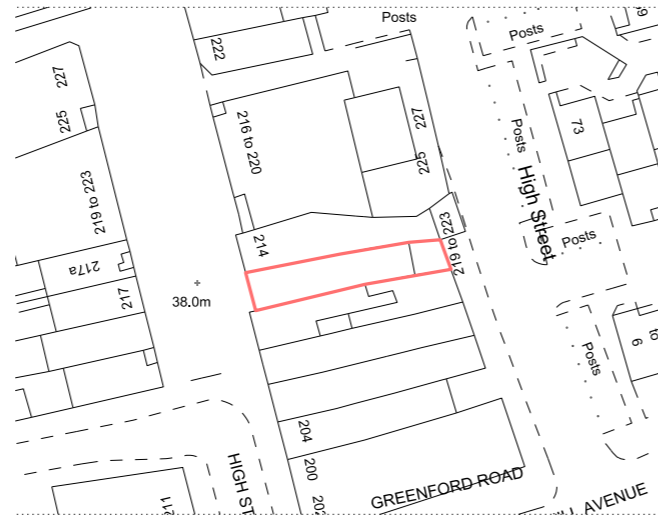 Posts
Posts
222
227
225
216 to 220
227
225
73
Posts
High Street
219 to 223
214
219 to 223
Posts
217a
217
38.0m
Posts
6
204
200
HIGH ST
GREENFORD ROAD
AVENUE
211